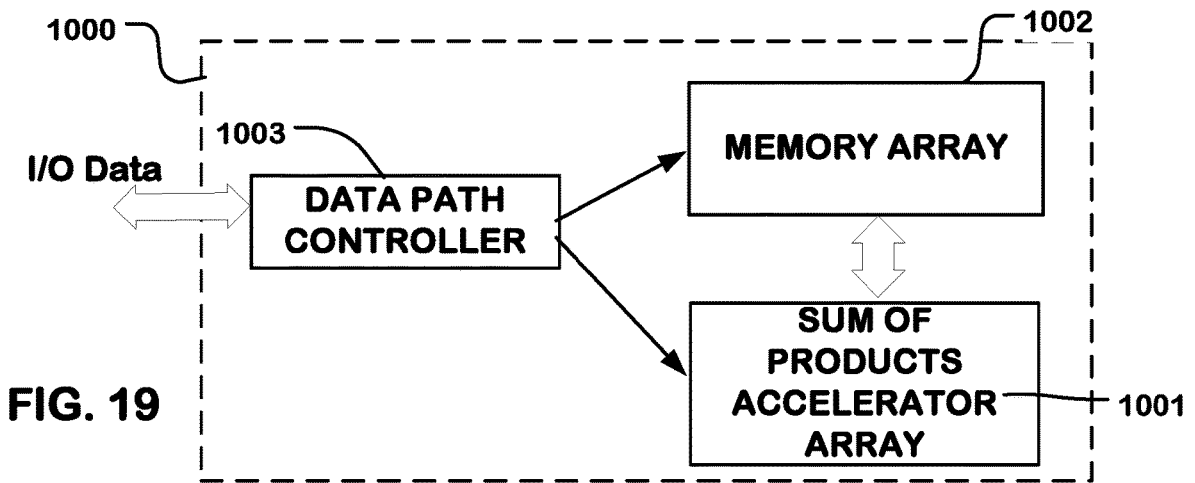 1000
1002
1003
I/O Data
MEMORY ARRAY
DATA PATH
CONTROLLER
SUM OF
PRODUCTS
ACCELERATOR
ARRAY
1001
FIG. 19